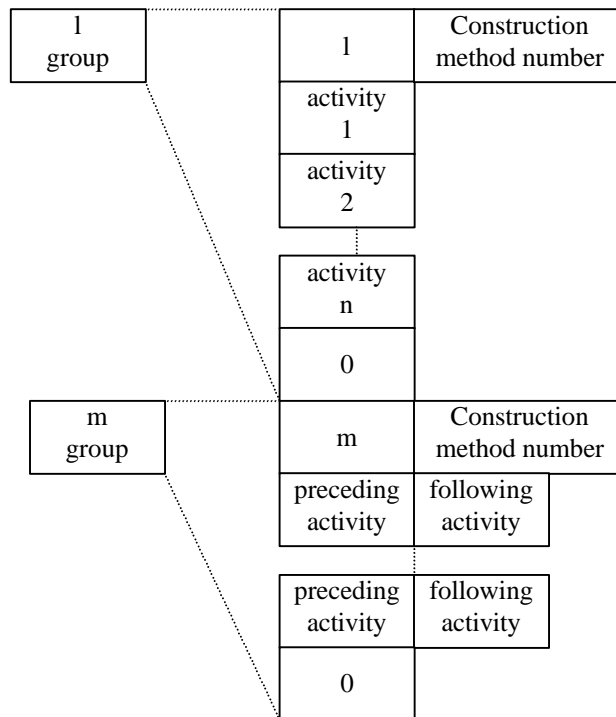 l
group
l
Construction
method number
activity
1
activity
2
activity
n
0
m
group
m
Construction
method number
preceding
activity
following
activity
preceding
activity
following
activity
0